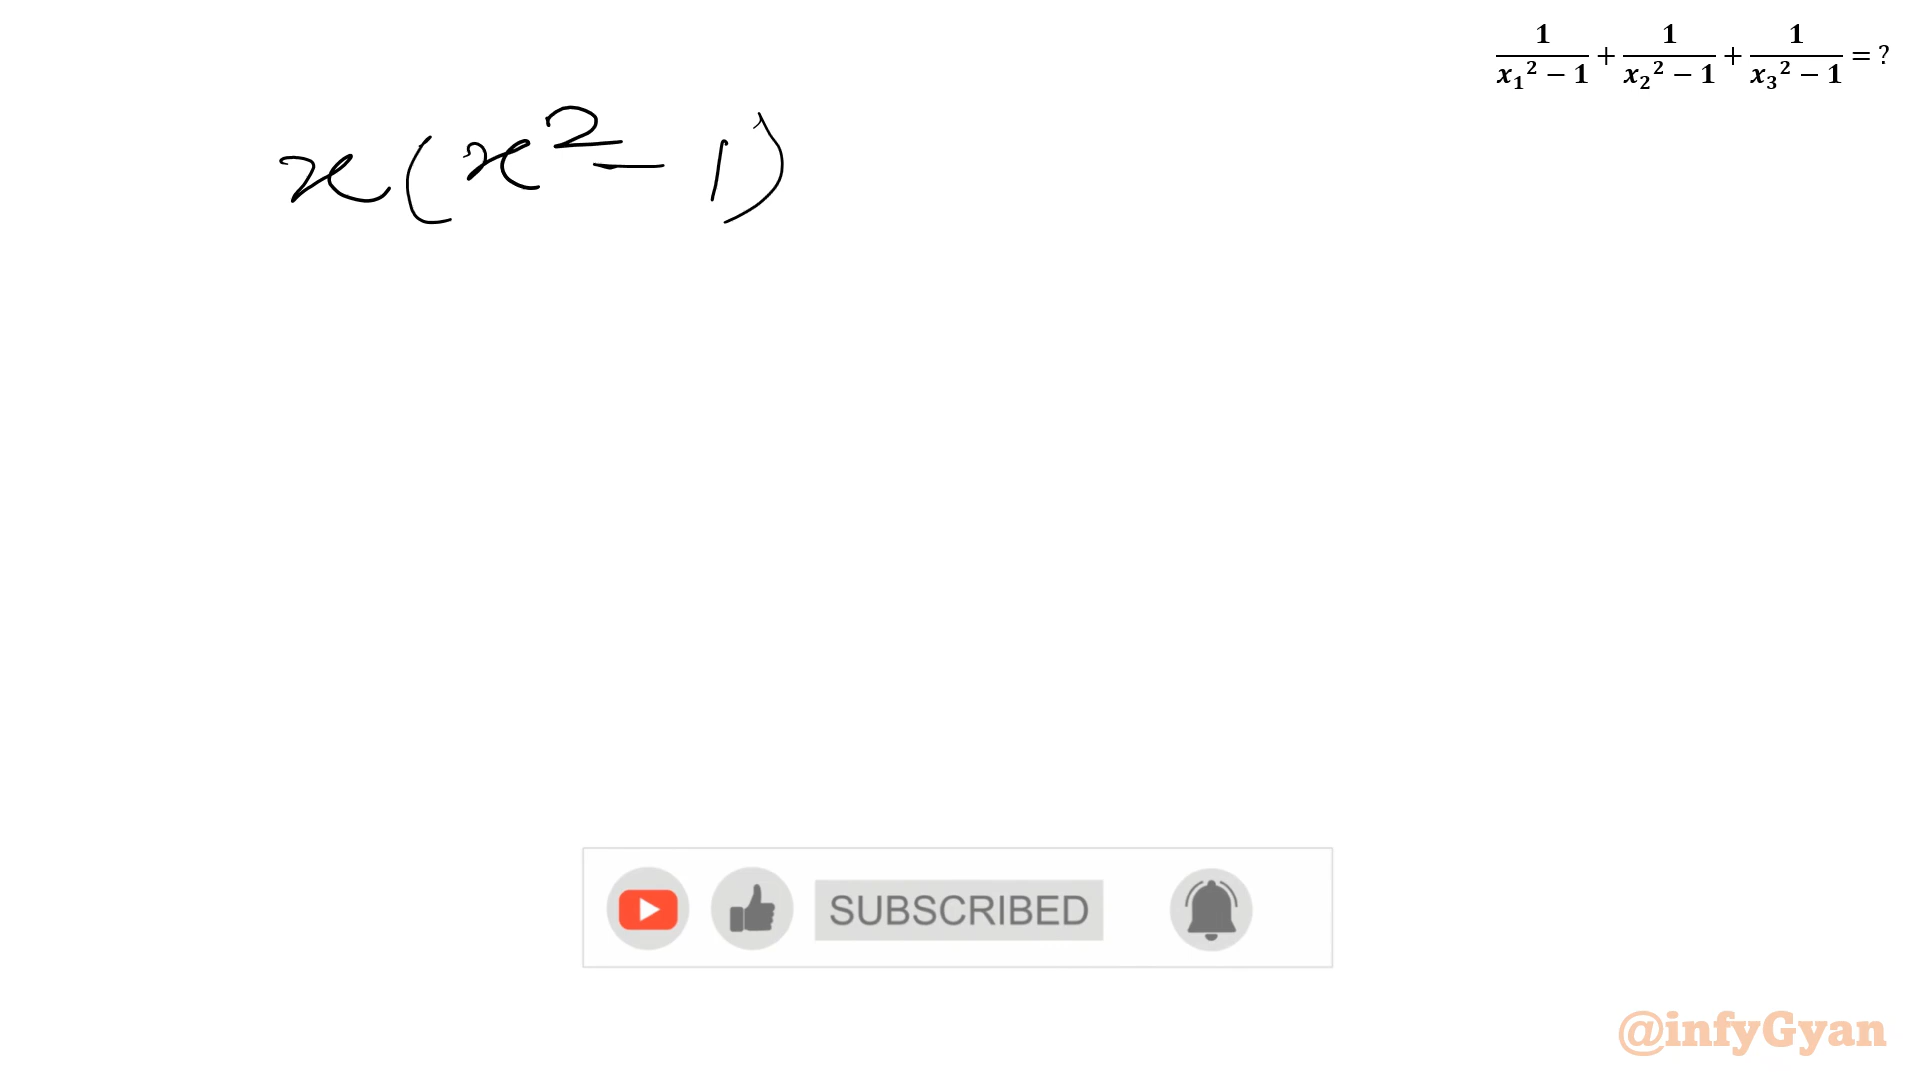 1/(x₁² − 1) + 1/(x₂² − 1) + 1/(x₃² − 1) = ?
x(x² − 1)
SUBSCRIBED
@infyGyan